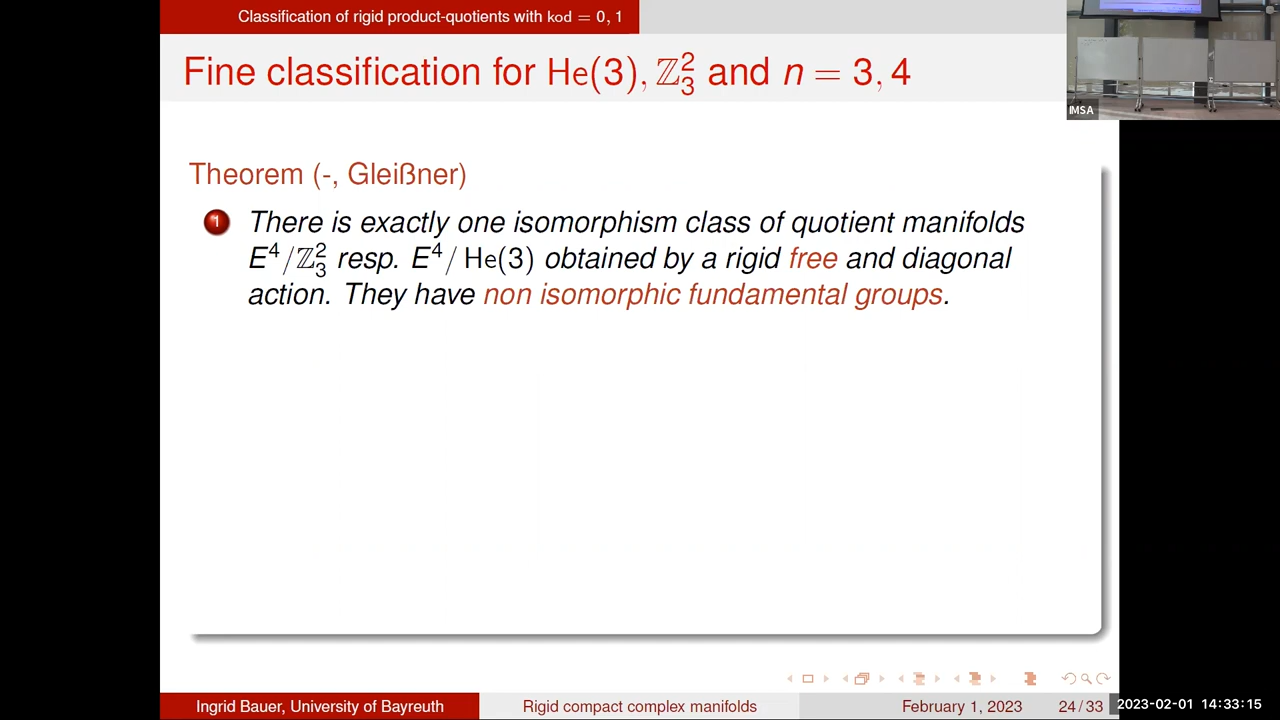 Classification of rigid product-quotients with kod = 0, 1
Fine classification for He(3), ℤ₃² and n = 3, 4
IMSA
Theorem (-, Gleißner)
1 There is exactly one isomorphism class of quotient manifolds
E⁴/ℤ₃² resp. E⁴/ He(3) obtained by a rigid free and diagonal
action. They have non isomorphic fundamental groups.
Ingrid Bauer, University of Bayreuth
Rigid compact complex manifolds
February 1, 2023
24/33
2023-02-01 14:33:15